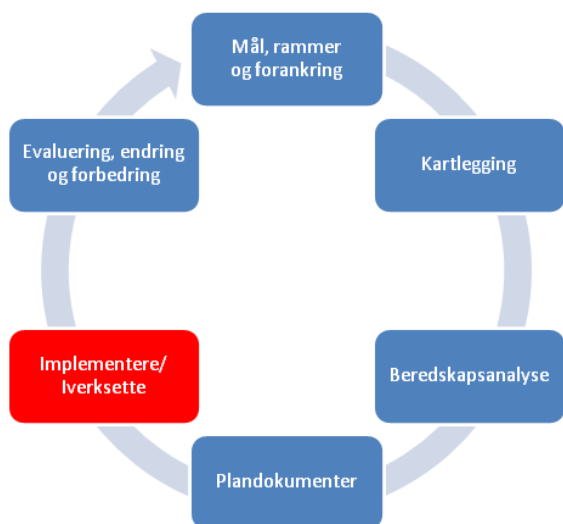 Mål, rammer
og forankring
Kartlegging
Beredskapsanalyse
Plandokumenter
Implementere/
Iverksette
Evaluering, endring
og forbedring